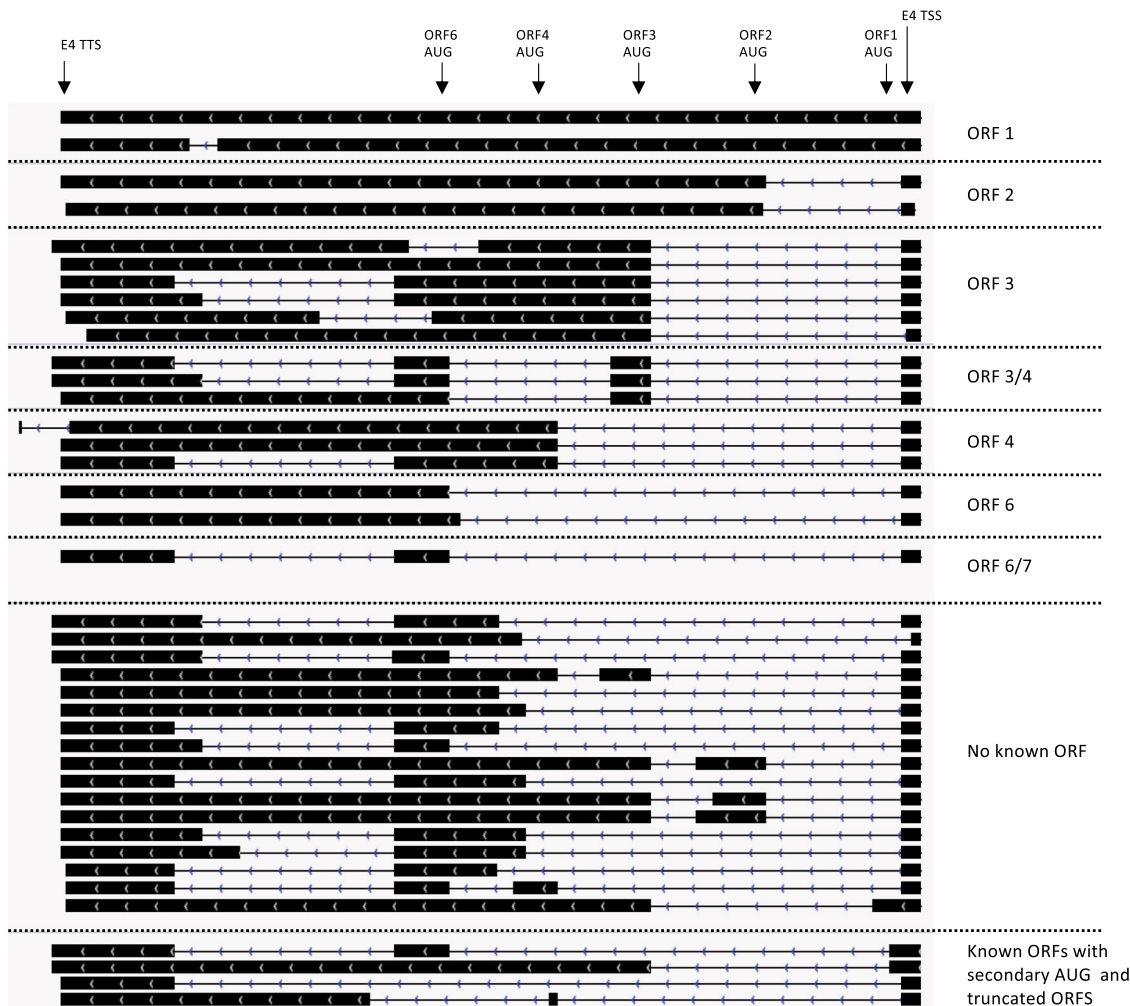 E4 TSS
E4 TTS
ORF6
AUG
ORF4
AUG
ORF3
AUG
ORF2
AUG
ORF1
AUG
ORF 1
ORF 2
ORF 3
ORF 3/4
ORF 4
ORF 6
ORF 6/7
No known ORF
Known ORFs with
secondary AUG and
truncated ORFS